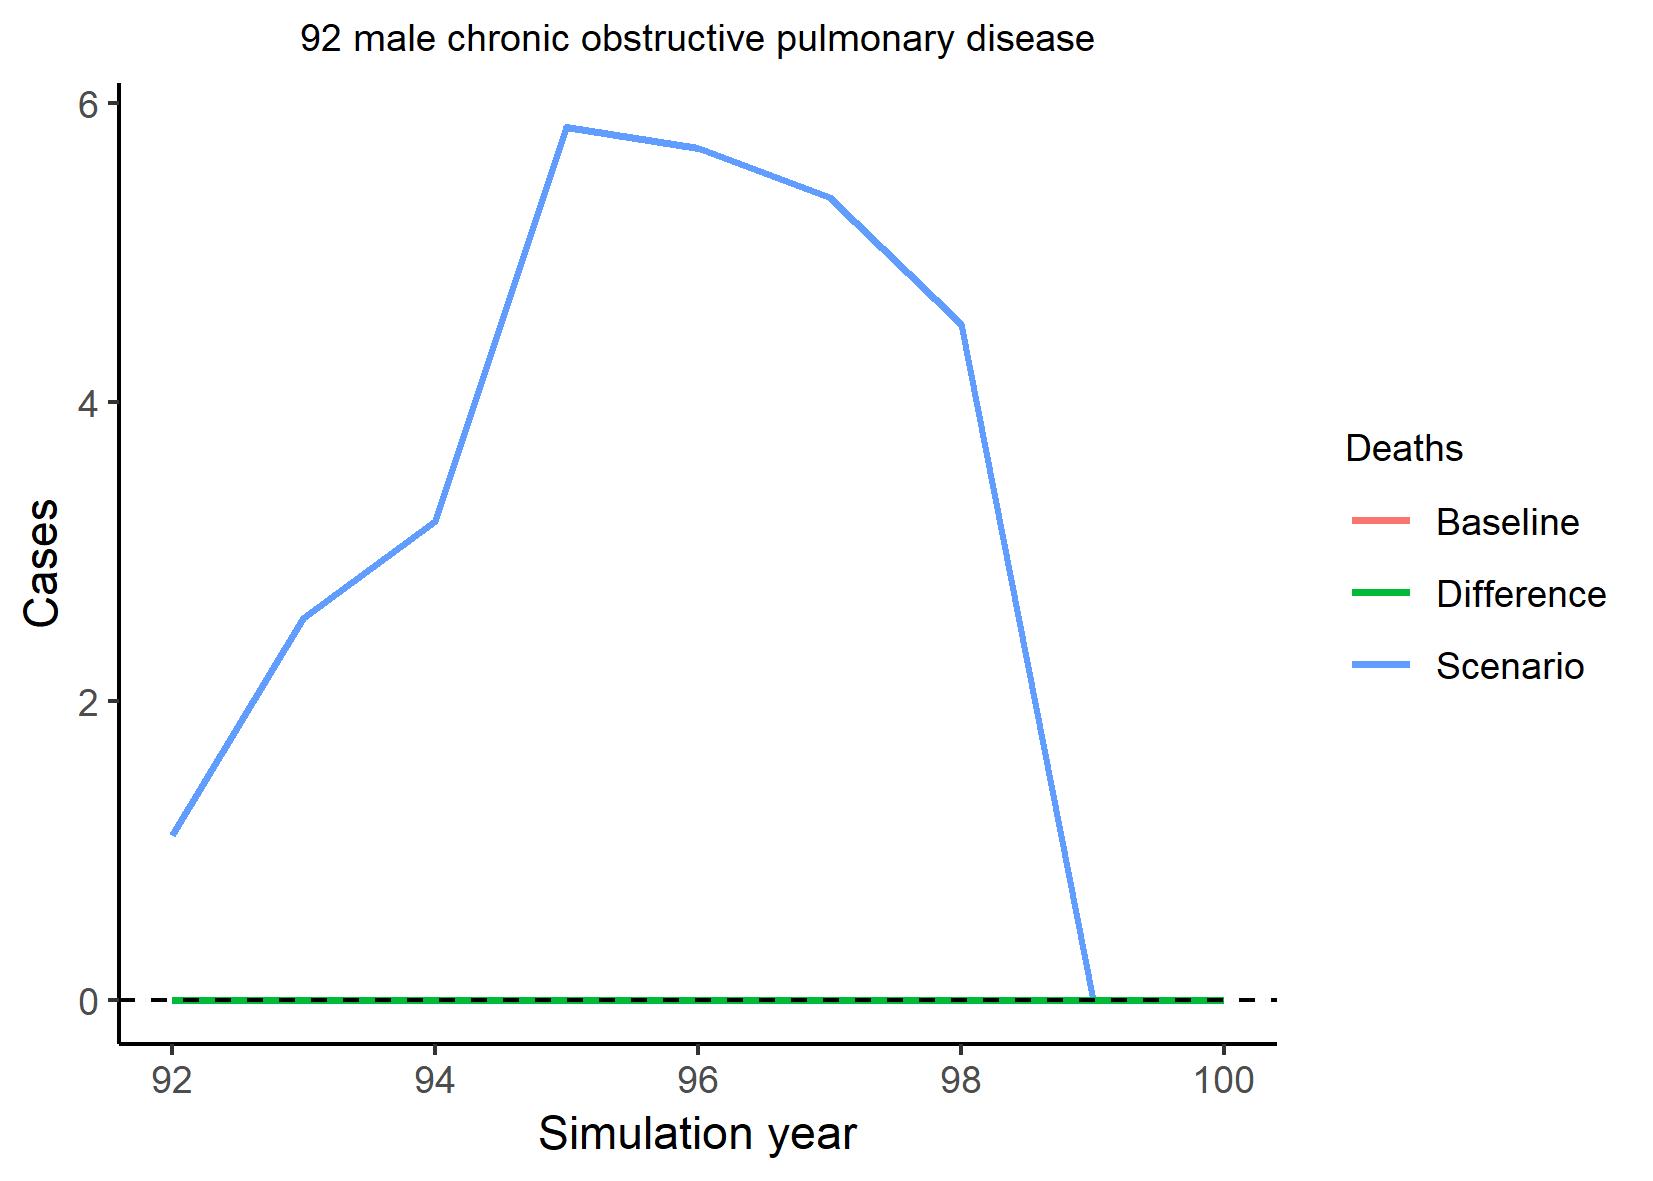 92 male chronic obstructive pulmonary disease
6
4
2
0
Cases
92 94 96 98 100
Simulation year
Deaths
Baseline
Difference
Scenario